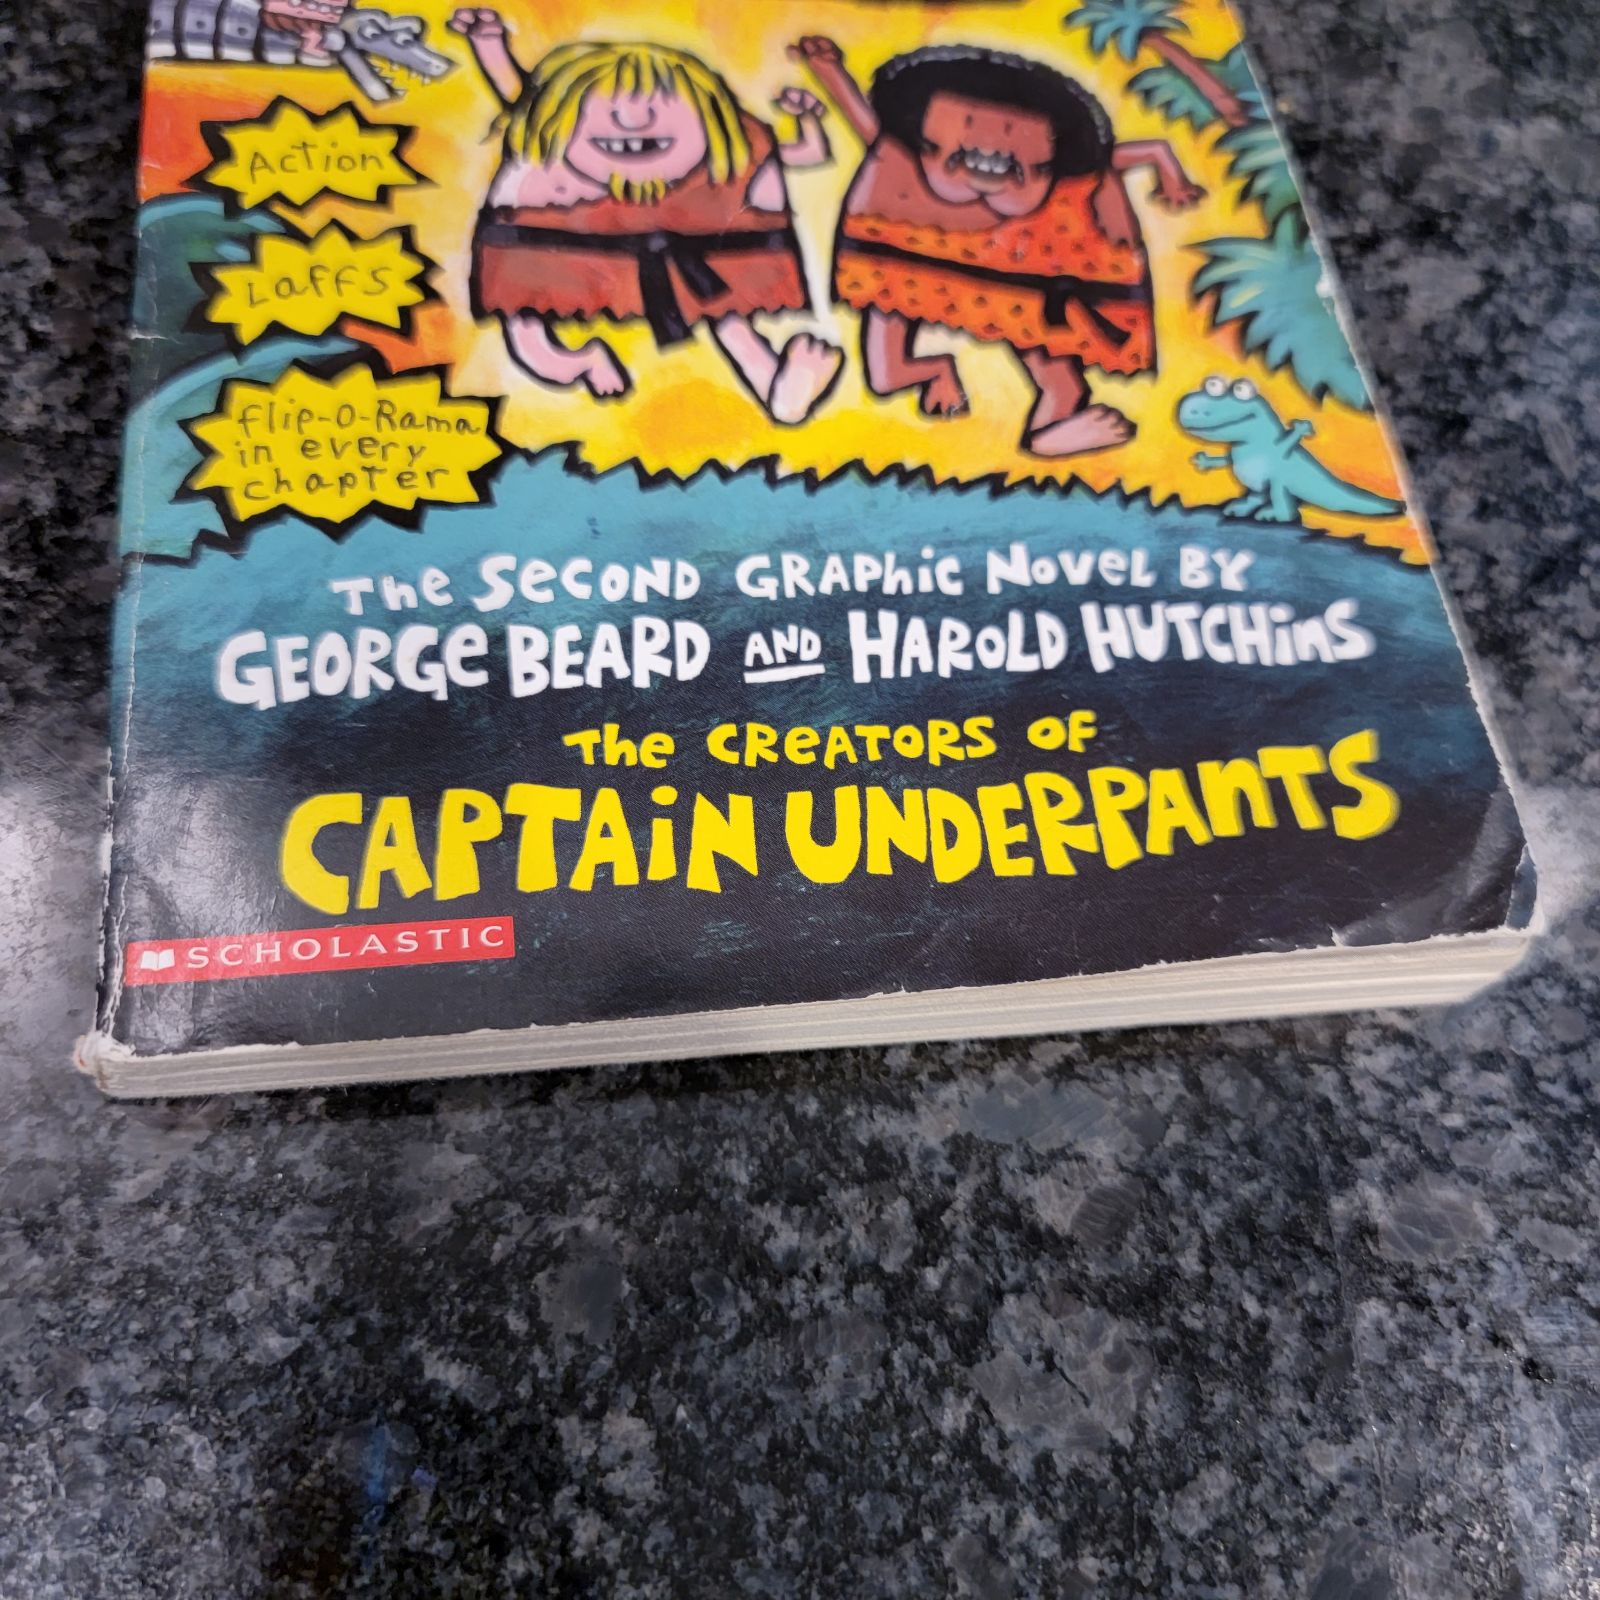 Action
Laffs
Flip-O-Rama
in every
chapter
The Second Graphic Novel by
George Beard and Harold Hutchins
The Creators of
Captain Underpants
SCHOLASTIC